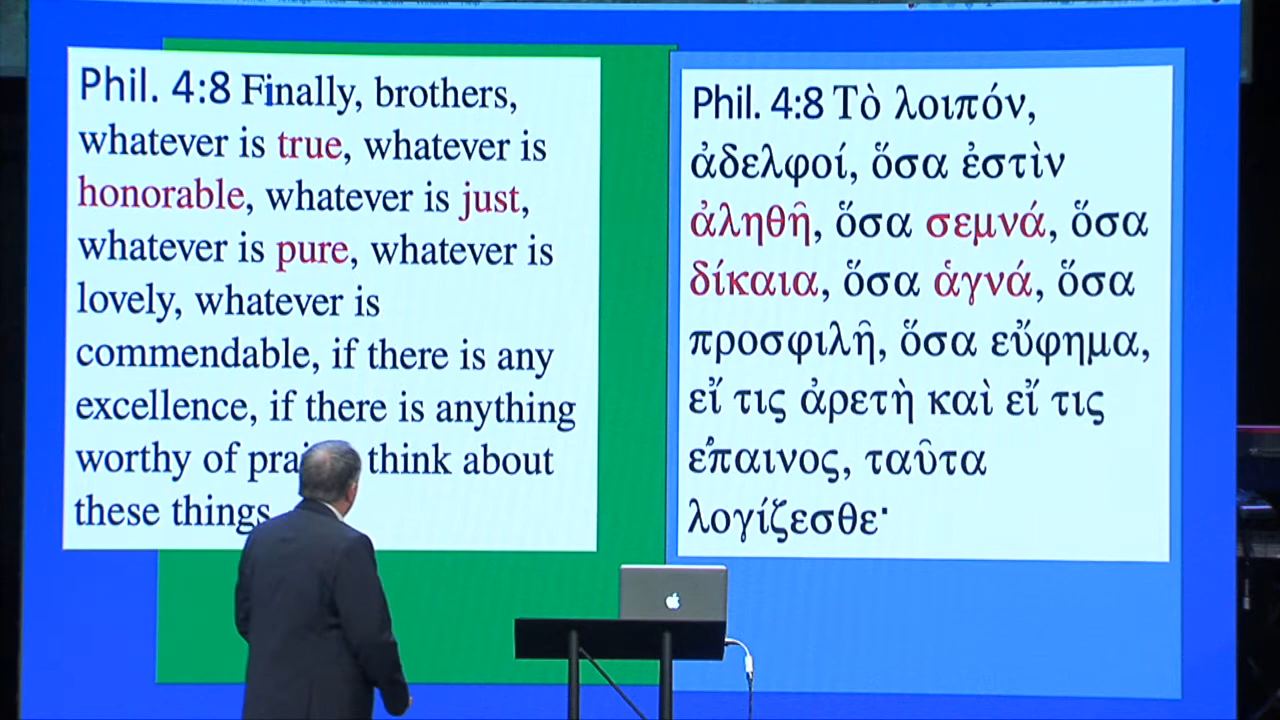 Phil. 4:8 Finally, brothers,
whatever is true, whatever is
honorable, whatever is just,
whatever is pure, whatever is
lovely, whatever is
commendable, if there is any
excellence, if there is anything
worthy of think about
these things
Phil. 4:8 Τὸ λοιπόν,
ἀδελφοί, ὅσα ἐστὶν
ἀληθῆ, ὅσα σεμνά, ὅσα
δίκαια, ὅσα ἁγνά, ὅσα
προσφιλῆ, ὅσα εὔφημα,
εἴ τις ἀρετὴ καὶ εἴ τις
ἔπαινος, ταῦτα
λογίζεσθε·